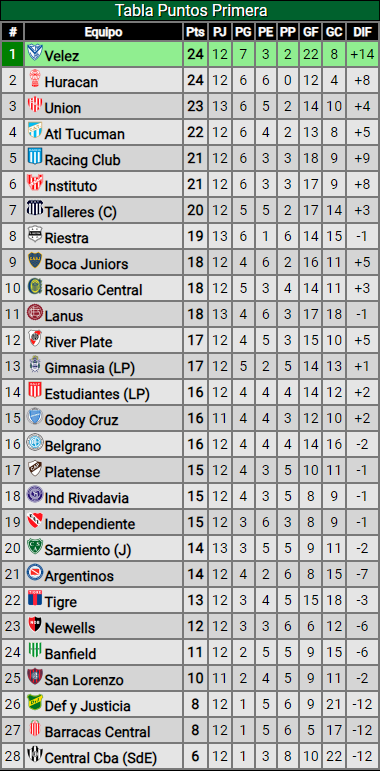 Tabla Puntos Primera
# Equipo Pts PJ PG PE PP GF GC DIF
1 Velez 24 12 7 3 2 22 8 +14
2 Huracan 24 12 6 6 0 12 4 +8
3 Union 23 13 6 5 2 14 10 +4
4 Atl Tucuman 22 12 6 4 2 13 8 +5
5 Racing Club 21 12 6 3 3 18 9 +9
6 Instituto 21 12 6 3 3 17 9 +8
7 Talleres (C) 20 12 5 5 2 17 14 +3
8 Riestra 19 13 6 1 6 14 15 -1
9 Boca Juniors 18 12 4 6 2 16 11 +5
10 Rosario Central 18 12 5 3 4 14 11 +3
11 Lanus 18 13 4 6 3 17 18 -1
12 River Plate 17 12 4 5 3 15 10 +5
13 Gimnasia (LP) 17 12 5 2 5 14 13 +1
14 Estudiantes (LP) 16 12 4 4 4 14 12 +2
15 Godoy Cruz 16 11 4 4 3 12 10 +2
16 Belgrano 16 12 4 4 4 14 16 -2
17 Platense 15 12 4 3 5 10 11 -1
18 Ind Rivadavia 15 12 4 3 5 8 9 -1
19 Independiente 15 12 3 6 3 8 9 -1
20 Sarmiento (J) 14 13 3 5 5 9 11 -2
21 Argentinos 14 12 4 2 6 8 15 -7
22 Tigre 13 12 3 4 5 15 18 -3
23 Newells 12 12 3 3 6 6 12 -6
24 Banfield 11 12 2 5 5 9 15 -6
25 San Lorenzo 10 11 2 4 5 9 11 -2
26 Def y Justicia 8 12 1 5 6 9 21 -12
27 Barracas Central 8 12 1 5 6 5 17 -12
28 Central Cba (SdE) 6 12 1 3 8 10 22 -12